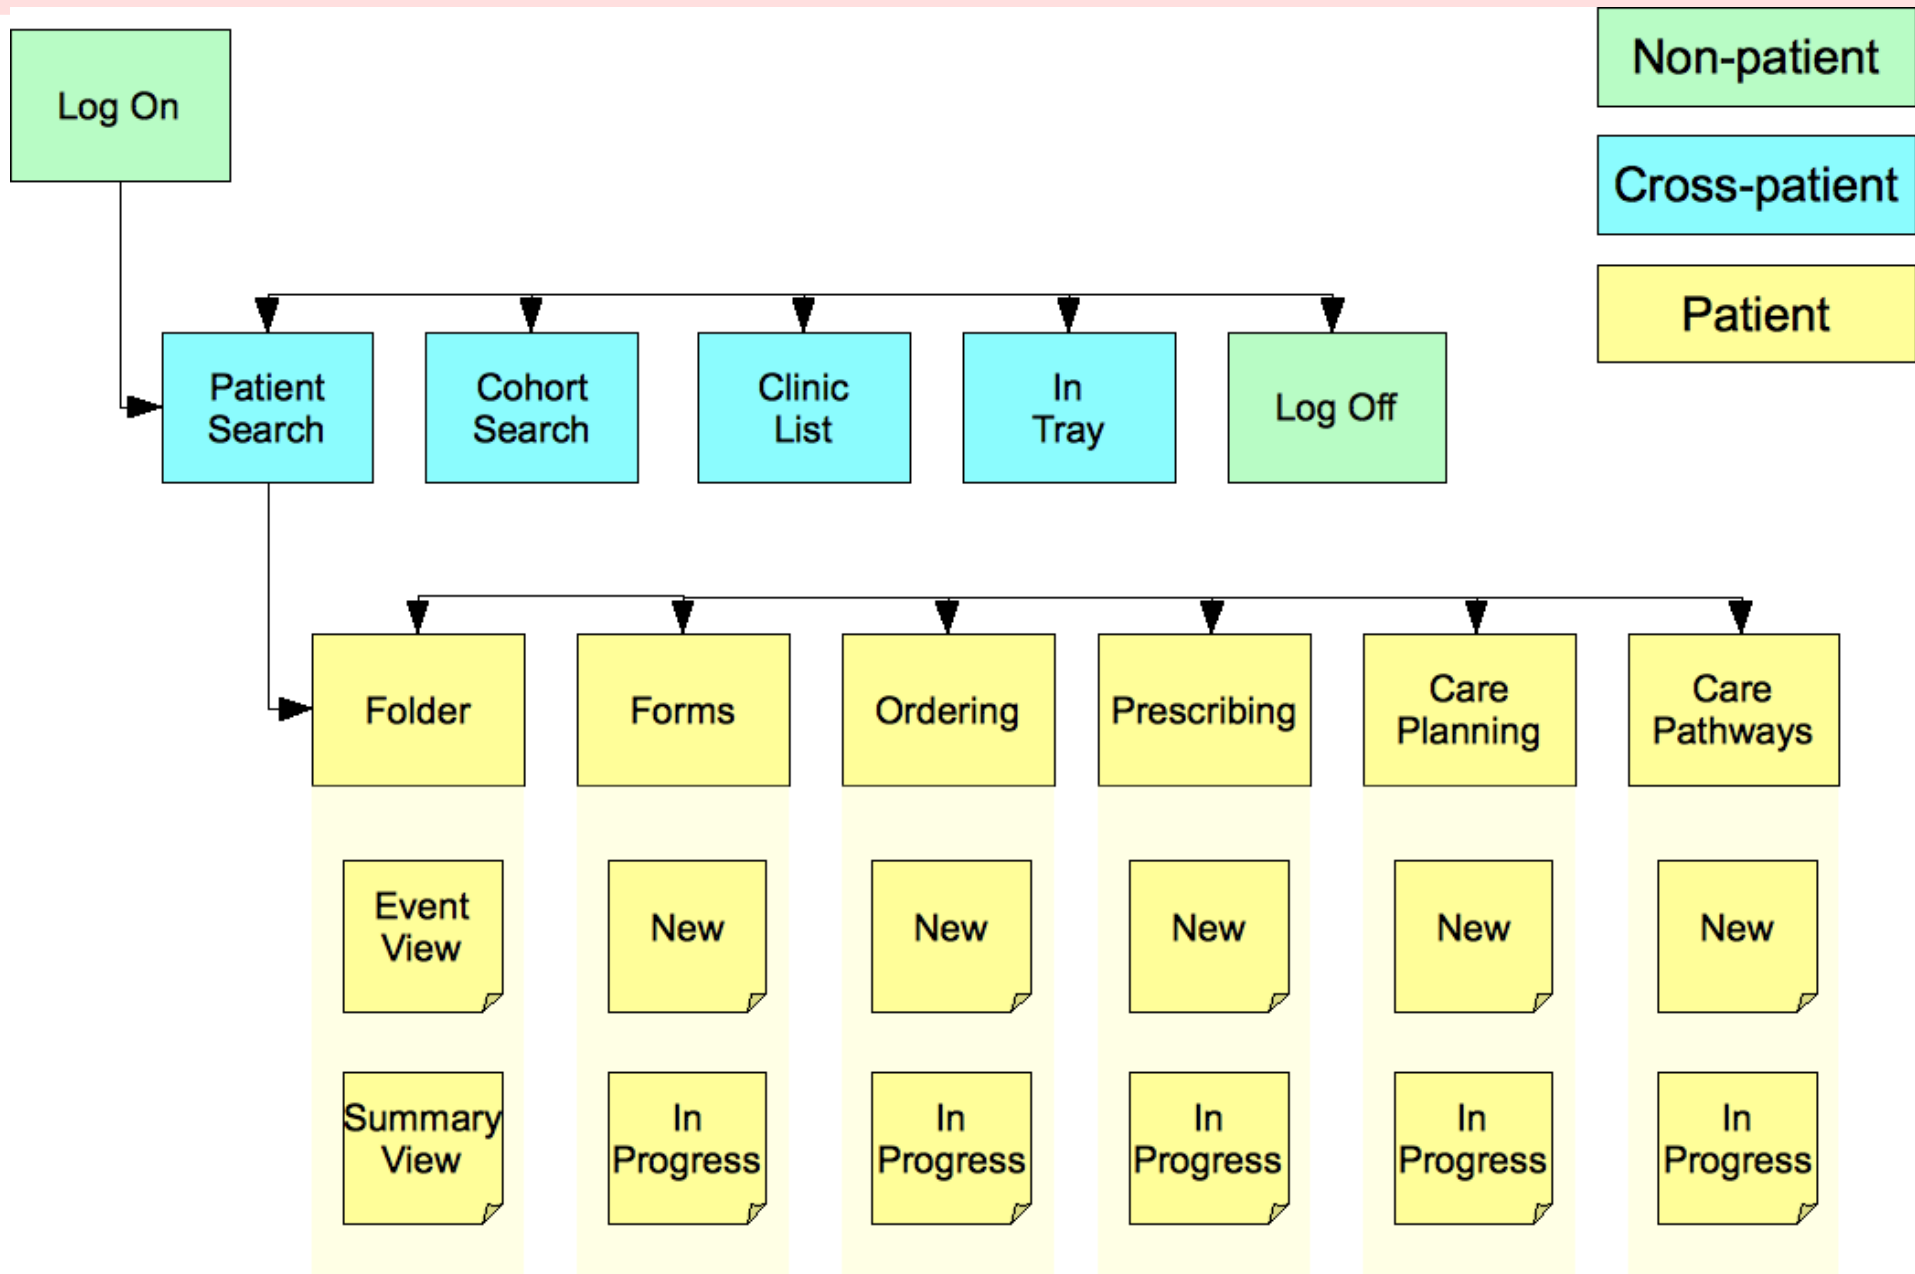 Log On
Non-patient
Cross-patient
Patient
Patient
Search
Cohort
Search
Clinic
List
In
Tray
Log Off
Folder
Forms
Ordering
Prescribing
Care
Planning
Care
Pathways
Event
View
New
New
New
New
New
Summary
View
In
Progress
In
Progress
In
Progress
In
Progress
In
Progress